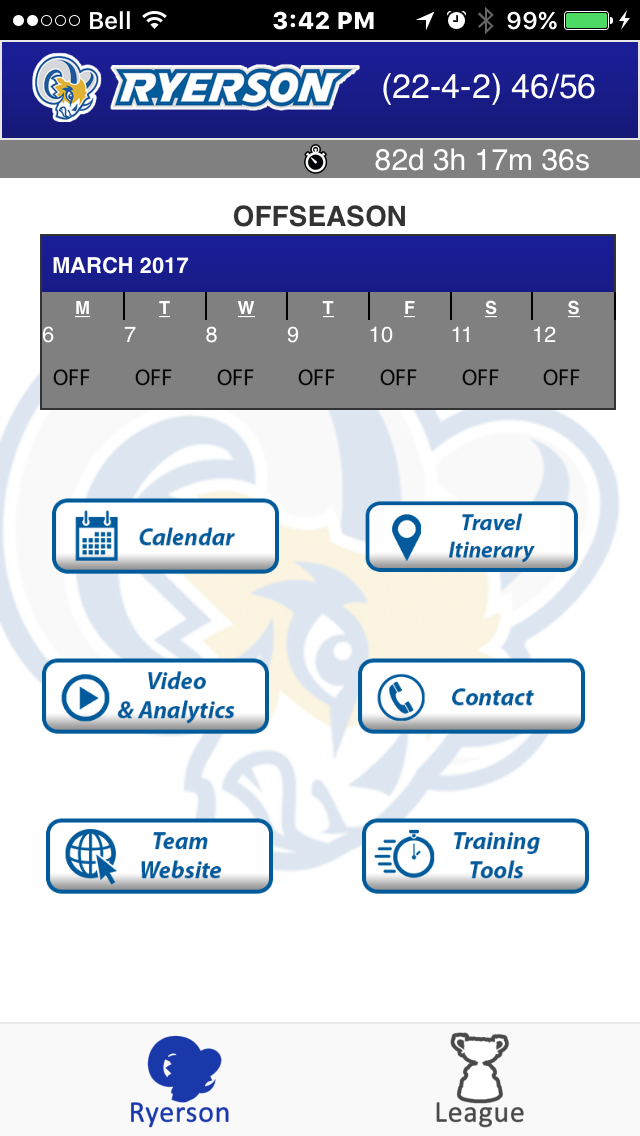 Bell 3:42 PM 99%
RYERSON (22-4-2) 46/56
82d 3h 17m 36s
OFFSEASON
MARCH 2017
M T W T F S S
6 7 8 9 10 11 12
OFF OFF OFF OFF OFF OFF OFF
Calendar
Travel
Itinerary
Video
& Analytics
Contact
Team
Website
Training
Tools
Ryerson League